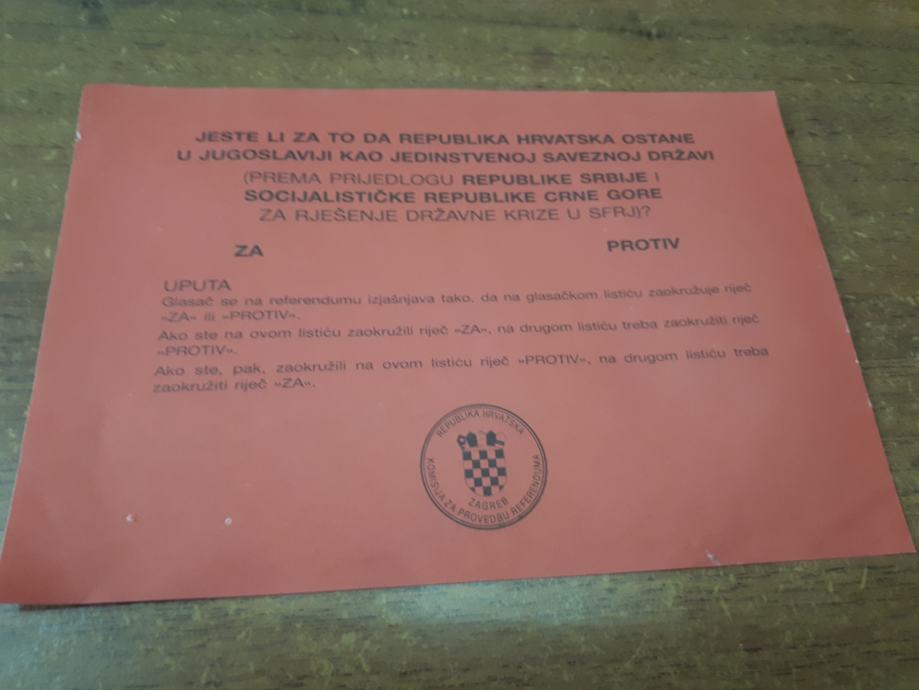 JESTE LI ZA TO DA REPUBLIKA HRVATSKA OSTANE
U JUGOSLAVIJI KAO JEDINSTVENOJ SAVEZNOJ DRŽAVI
(PREMA PRIJEDLOGU REPUBLIKE SRBIJE I
SOCIJALISTIČKE REPUBLIKE CRNE GORE
ZA RJEŠENJE DRŽAVNE KRIZE U SFRJ)?
ZA PROTIV
UPUTA
Glasač se na referendumu izjašnjava tako, da na glasačkom listiću zaokružuje riječ
»ZA« ili »PROTIV«.
Ako ste na ovom listiću zaokružili riječ »ZA«, na drugom listiću treba zaokružiti riječ
»PROTIV«.
Ako ste, pak, zaokružili na ovom listiću riječ »PROTIV«, na drugom listiću treba
zaokružiti riječ »ZA«.
REPUBLIKA HRVATSKA
KOMISIJA ZA PROVEDBU REFERENDUMA
ZAGREB